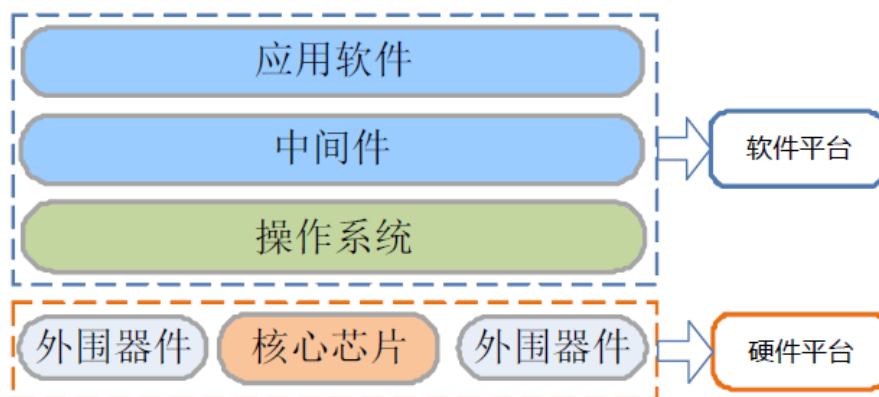 应用软件
中间件
软件平台
操作系统
外围器件
核心芯片
外围器件
硬件平台